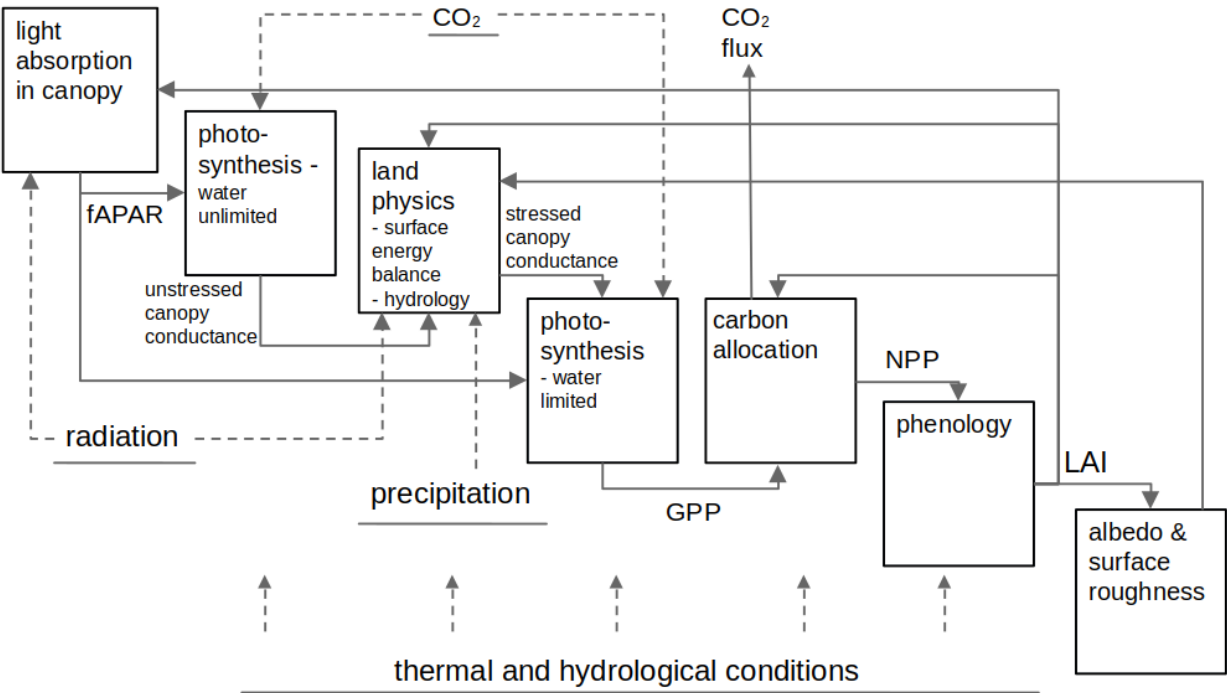 light
absorption
in canopy
CO₂
CO₂
flux
photo-
synthesis -
water
unlimited
fAPAR
land
physics
- surface
energy
balance
- hydrology
stressed
canopy
conductance
unstressed
canopy
conductance
photo-
synthesis
- water
limited
carbon
allocation
NPP
phenology
radiation
LAI
precipitation
GPP
albedo &
surface
roughness
thermal and hydrological conditions